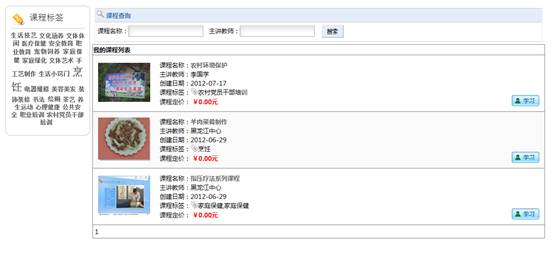 课程标签
生活技艺 文化涵养 文体休
闲 医疗保健 安全教育 职
业教育 宠物饲养 家庭保
健 家庭绿化 文体艺术 手
工艺制作 生活小窍门 烹
饪 电器维修 美容美发 装
饰装修 书法 绘画 茶艺 养
生运动 心理健康 公共安
全 职业培训 农村党员干部
培训
课程查询
课程名称: 主讲教师: 搜索
我的课程列表
课程名称:农村环境保护
主讲教师:李国学
创建日期:2012-07-17
课程标签:农村党员干部培训
课程定价: ¥0.00元
学习
课程名称:羊肉菜肴制作
主讲教师:黑龙江中心
创建日期:2012-06-29
课程标签:烹饪
课程定价: ¥0.00元
学习
课程名称:指压疗法系列课程
主讲教师:黑龙江中心
创建日期:2012-06-29
课程标签:家庭保健,家庭保健
课程定价: ¥0.00元
学习
1